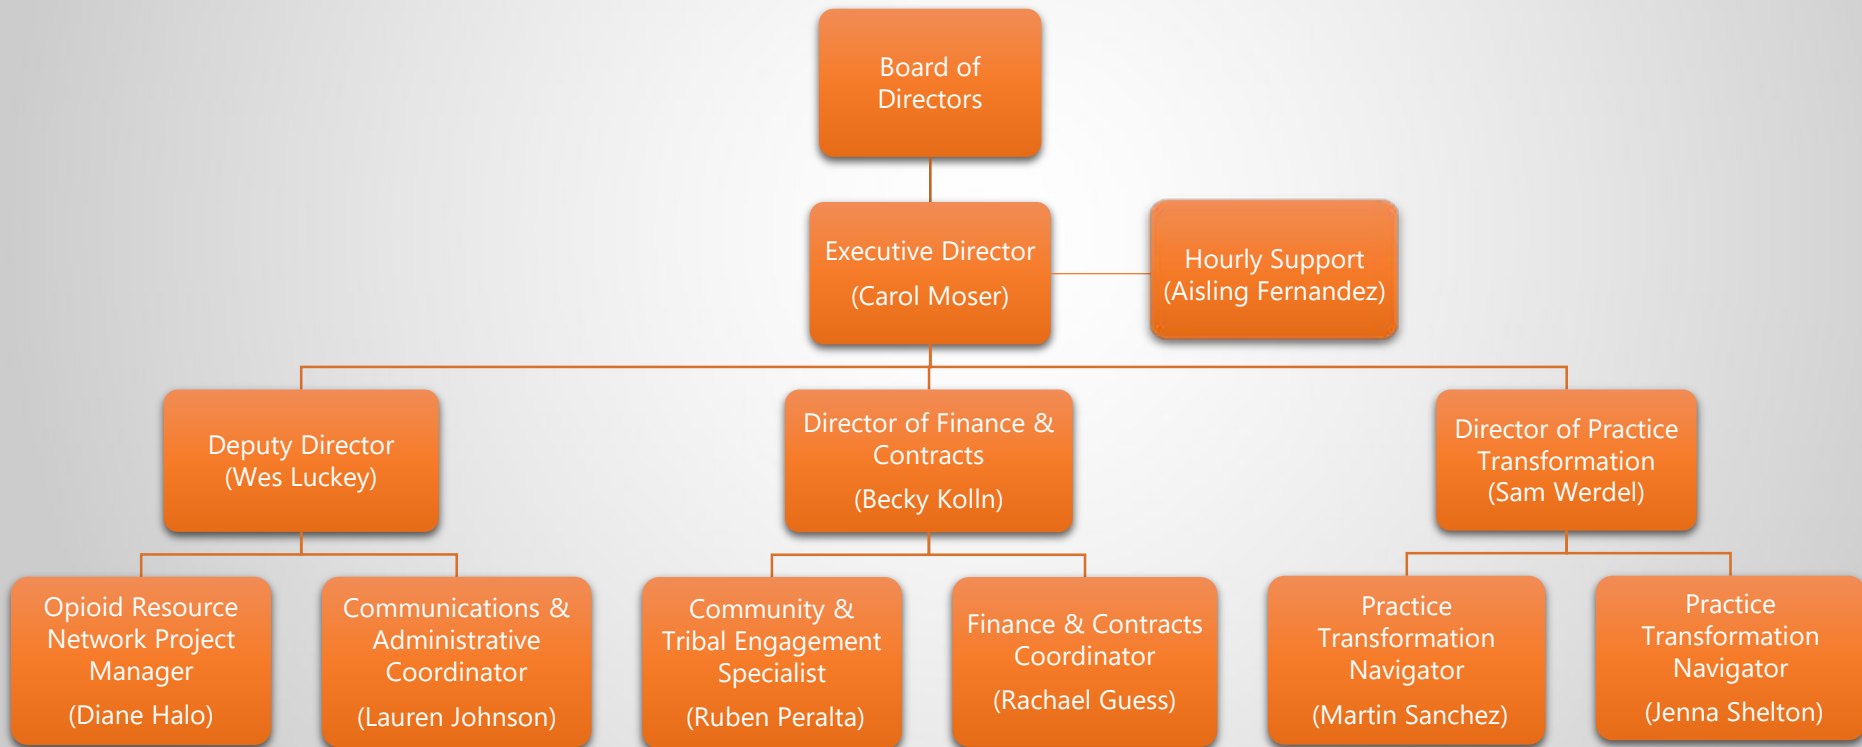 Board of
Directors
Executive Director
(Carol Moser)
Hourly Support
(Aisling Fernandez)
Deputy Director
(Wes Luckey)
Director of Finance &
Contracts
(Becky Kolln)
Director of Practice
Transformation
(Sam Werdel)
Opioid Resource
Network Project
Manager
(Diane Halo)
Communications &
Administrative
Coordinator
(Lauren Johnson)
Community &
Tribal Engagement
Specialist
(Ruben Peralta)
Finance & Contracts
Coordinator
(Rachael Guess)
Practice
Transformation
Navigator
(Martin Sanchez)
Practice
Transformation
Navigator
(Jenna Shelton)